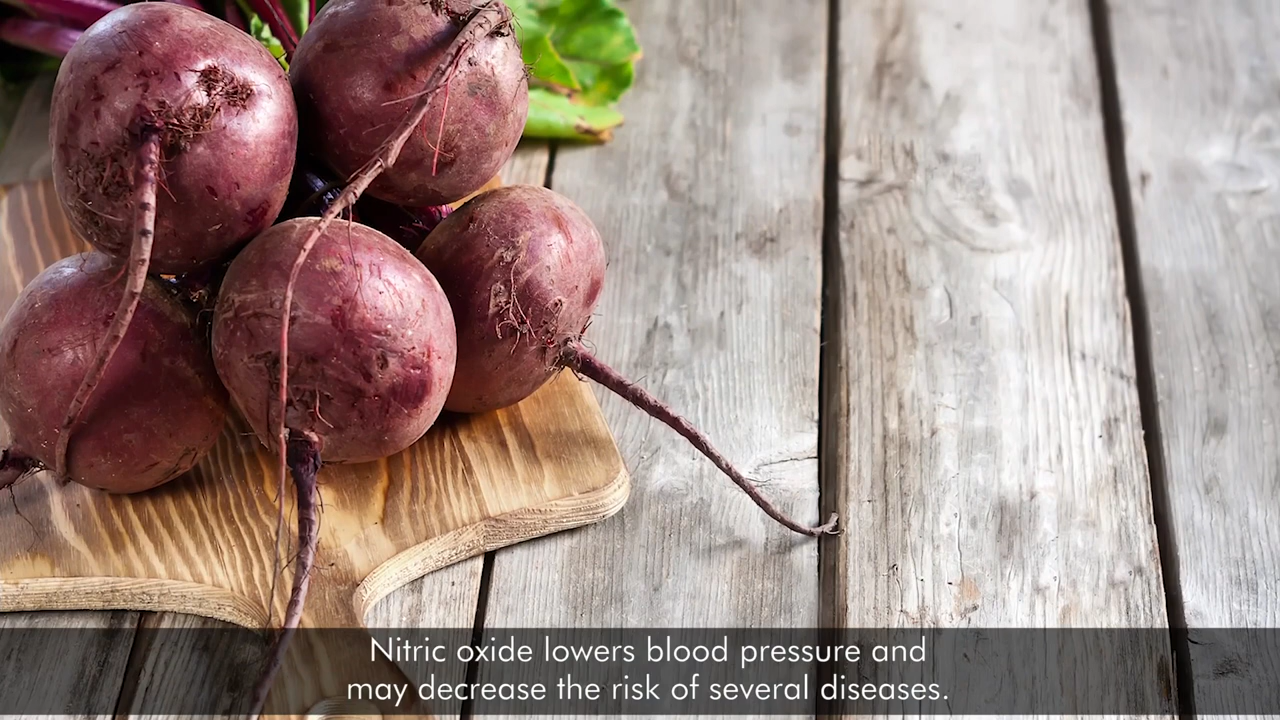 Nitric oxide lowers blood pressure and
may decrease the risk of several diseases.